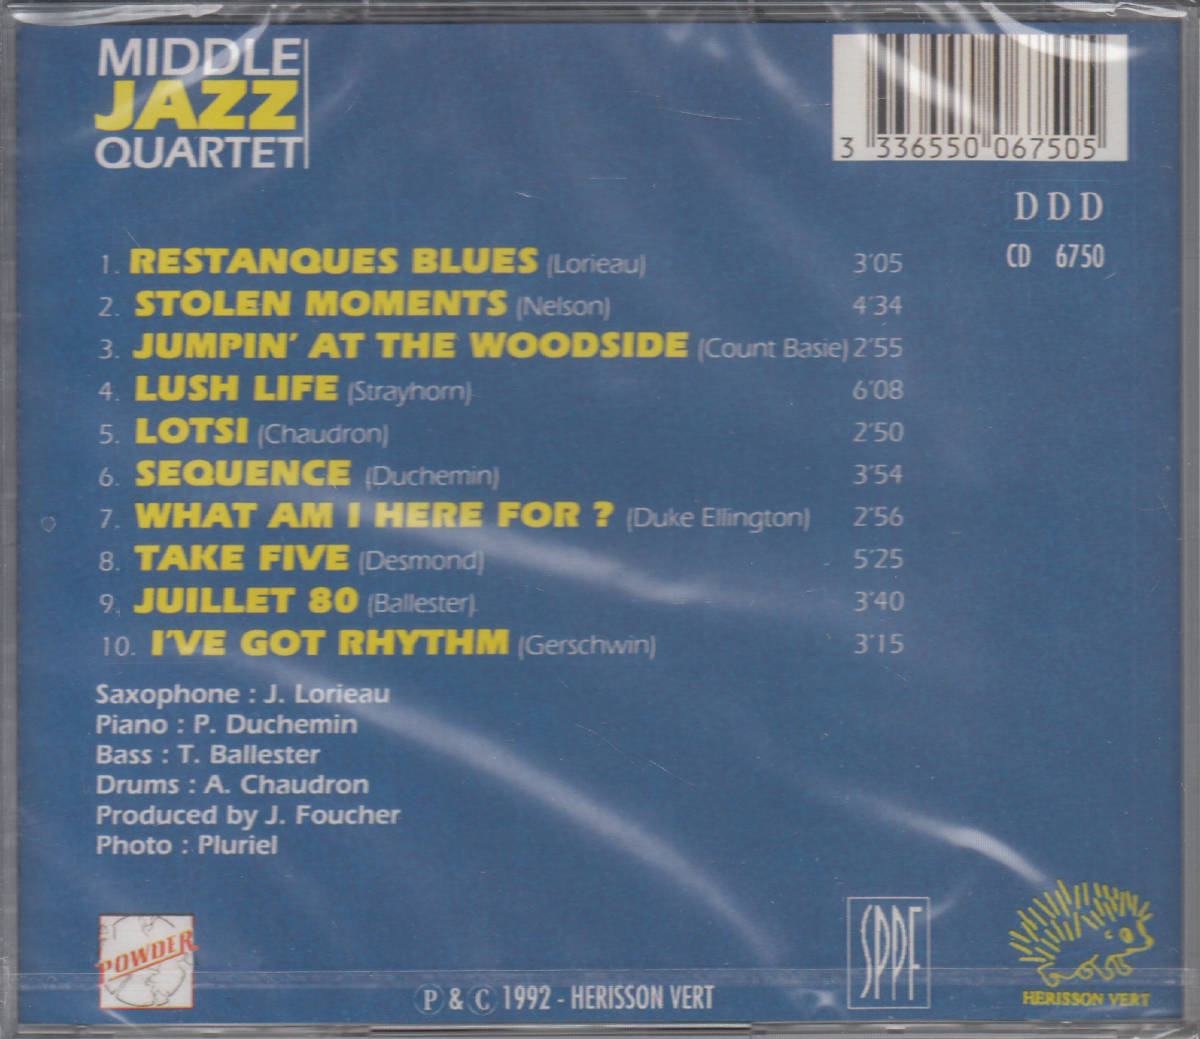 MIDDLE
JAZZ
QUARTET
3 336550 067505
DDD
CD 6750
1. RESTANQUES BLUES (Lorieau) 3'05
2. STOLEN MOMENTS (Nelson) 4'34
3. JUMPIN' AT THE WOODSIDE (Count Basie) 2'55
4. LUSH LIFE (Strayhorn) 6'08
5. LOTSI (Chaudron) 2'50
6. SEQUENCE (Duchemin) 3'54
7. WHAT AM I HERE FOR ? (Duke Ellington) 2'56
8. TAKE FIVE (Desmond) 5'25
9. JUILLET 80 (Ballester) 3'40
10. I'VE GOT RHYTHM (Gerschwin) 3'15
Saxophone : J. Lorieau
Piano : P. Duchemin
Bass : T. Ballester
Drums : A. Chaudron
Produced by J. Foucher
Photo : Pluriel
POWDER
Ⓟ & Ⓒ 1992 - HERISSON VERT
SPPF
HERISSON VERT